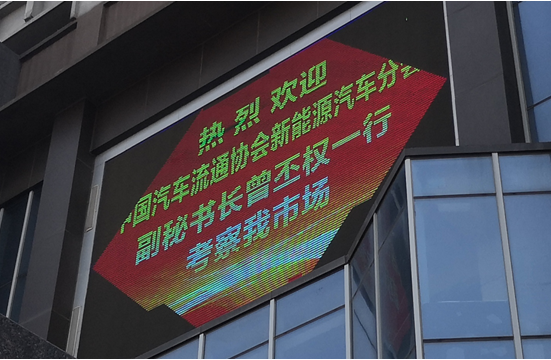 热烈欢迎
中国汽车流通协会新能源汽车分会
副秘书长曾丕权一行
考察我市场